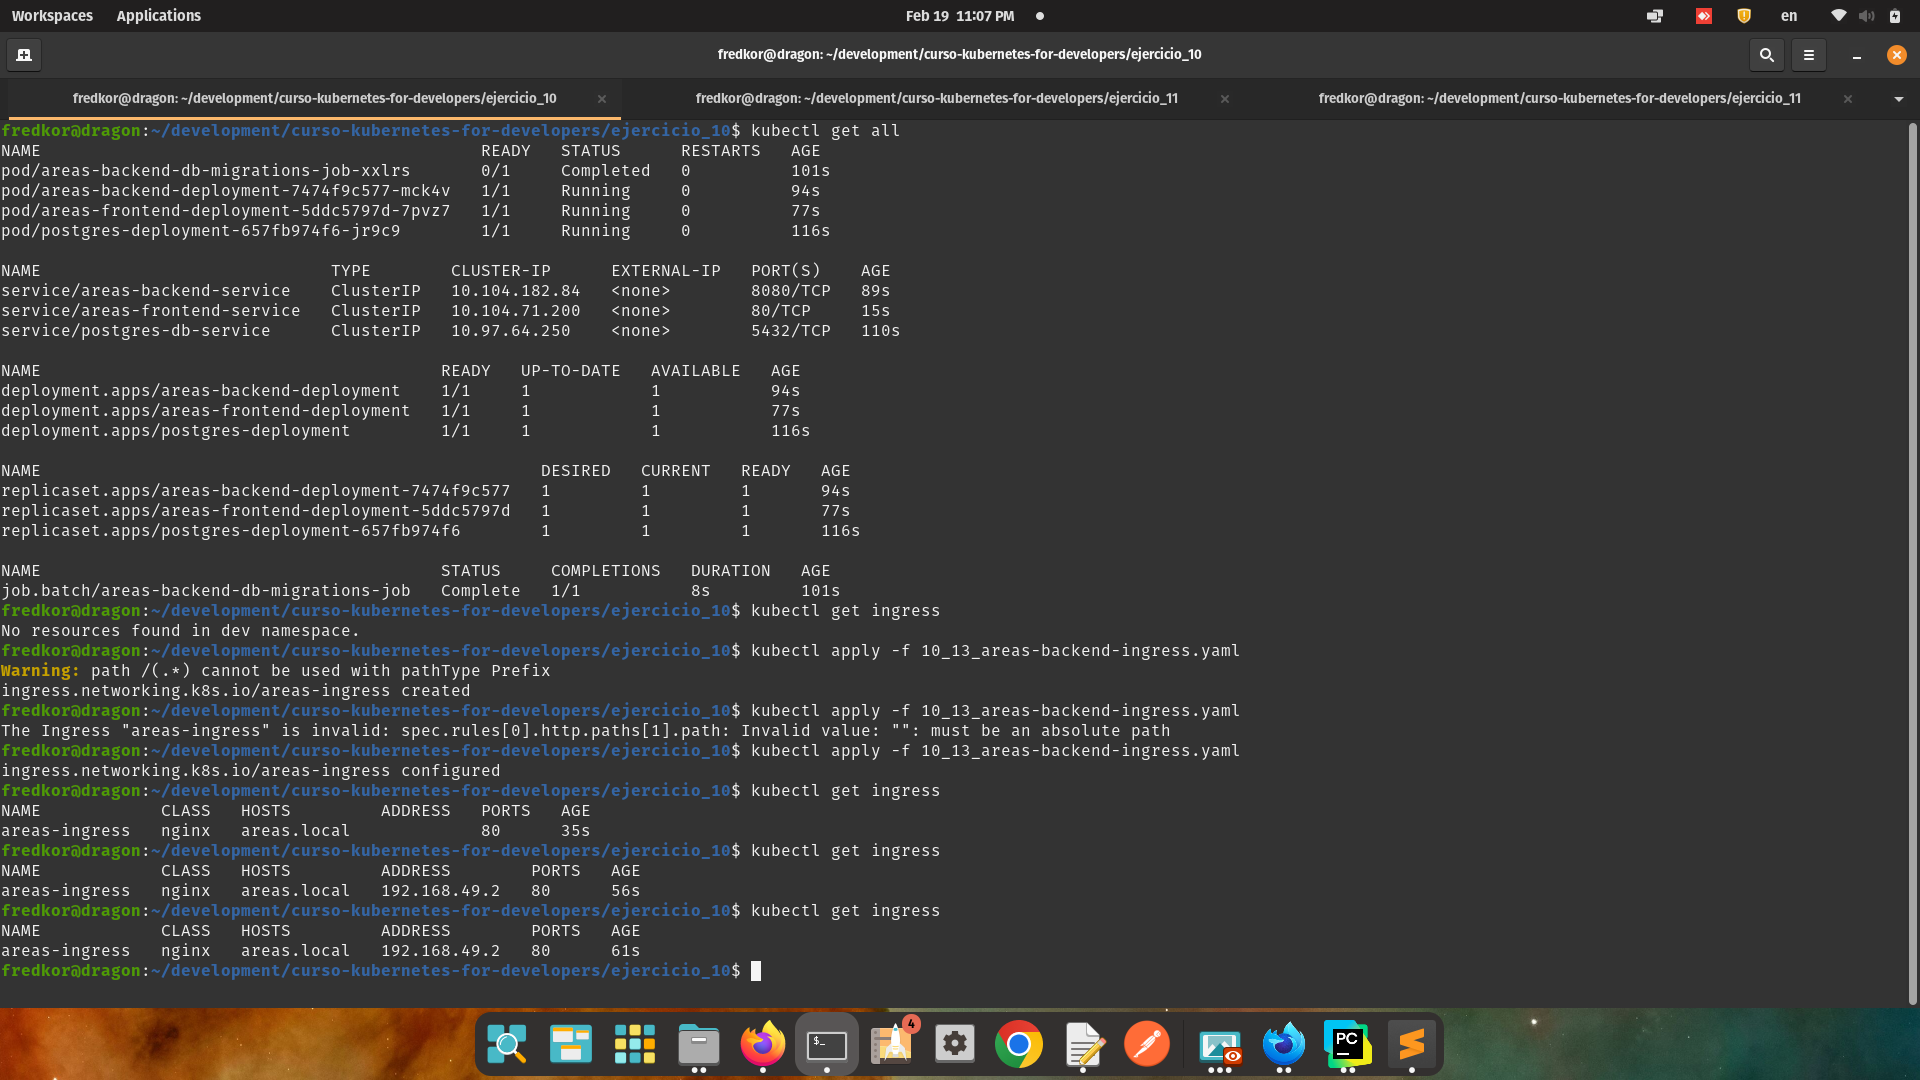 Workspaces Applications Feb 19 11:07 PM en
fredkor@dragon: ~/development/curso-kubernetes-for-developers/ejercicio_10
fredkor@dragon: ~/development/curso-kubernetes-for-developers/ejercicio_10 fredkor@dragon: ~/development/curso-kubernetes-for-developers/ejercicio_11 fredkor@dragon: ~/development/curso-kubernetes-for-developers/ejercicio_11
fredkor@dragon:~/development/curso-kubernetes-for-developers/ejercicio_10$ kubectl get all
NAME READY STATUS RESTARTS AGE
pod/areas-backend-db-migrations-job-xxlrs 0/1 Completed 0 101s
pod/areas-backend-deployment-7474f9c577-mck4v 1/1 Running 0 94s
pod/areas-frontend-deployment-5ddc5797d-7pvz7 1/1 Running 0 77s
pod/postgres-deployment-657fb974f6-jr9c9 1/1 Running 0 116s
NAME TYPE CLUSTER-IP EXTERNAL-IP PORT(S) AGE
service/areas-backend-service ClusterIP 10.104.182.84 <none> 8080/TCP 89s
service/areas-frontend-service ClusterIP 10.104.71.200 <none> 80/TCP 15s
service/postgres-db-service ClusterIP 10.97.64.250 <none> 5432/TCP 110s
NAME READY UP-TO-DATE AVAILABLE AGE
deployment.apps/areas-backend-deployment 1/1 1 1 94s
deployment.apps/areas-frontend-deployment 1/1 1 1 77s
deployment.apps/postgres-deployment 1/1 1 1 116s
NAME DESIRED CURRENT READY AGE
replicaset.apps/areas-backend-deployment-7474f9c577 1 1 1 94s
replicaset.apps/areas-frontend-deployment-5ddc5797d 1 1 1 77s
replicaset.apps/postgres-deployment-657fb974f6 1 1 1 116s
NAME STATUS COMPLETIONS DURATION AGE
job.batch/areas-backend-db-migrations-job Complete 1/1 8s 101s
fredkor@dragon:~/development/curso-kubernetes-for-developers/ejercicio_10$ kubectl get ingress
No resources found in dev namespace.
fredkor@dragon:~/development/curso-kubernetes-for-developers/ejercicio_10$ kubectl apply -f 10_13_areas-backend-ingress.yaml
Warning: path /(.*) cannot be used with pathType Prefix
ingress.networking.k8s.io/areas-ingress created
fredkor@dragon:~/development/curso-kubernetes-for-developers/ejercicio_10$ kubectl apply -f 10_13_areas-backend-ingress.yaml
The Ingress "areas-ingress" is invalid: spec.rules[0].http.paths[1].path: Invalid value: "": must be an absolute path
fredkor@dragon:~/development/curso-kubernetes-for-developers/ejercicio_10$ kubectl apply -f 10_13_areas-backend-ingress.yaml
ingress.networking.k8s.io/areas-ingress configured
fredkor@dragon:~/development/curso-kubernetes-for-developers/ejercicio_10$ kubectl get ingress
NAME CLASS HOSTS ADDRESS PORTS AGE
areas-ingress nginx areas.local 80 35s
fredkor@dragon:~/development/curso-kubernetes-for-developers/ejercicio_10$ kubectl get ingress
NAME CLASS HOSTS ADDRESS PORTS AGE
areas-ingress nginx areas.local 192.168.49.2 80 56s
fredkor@dragon:~/development/curso-kubernetes-for-developers/ejercicio_10$ kubectl get ingress
NAME CLASS HOSTS ADDRESS PORTS AGE
areas-ingress nginx areas.local 192.168.49.2 80 61s
fredkor@dragon:~/development/curso-kubernetes-for-developers/ejercicio_10$
$_ 4 PC